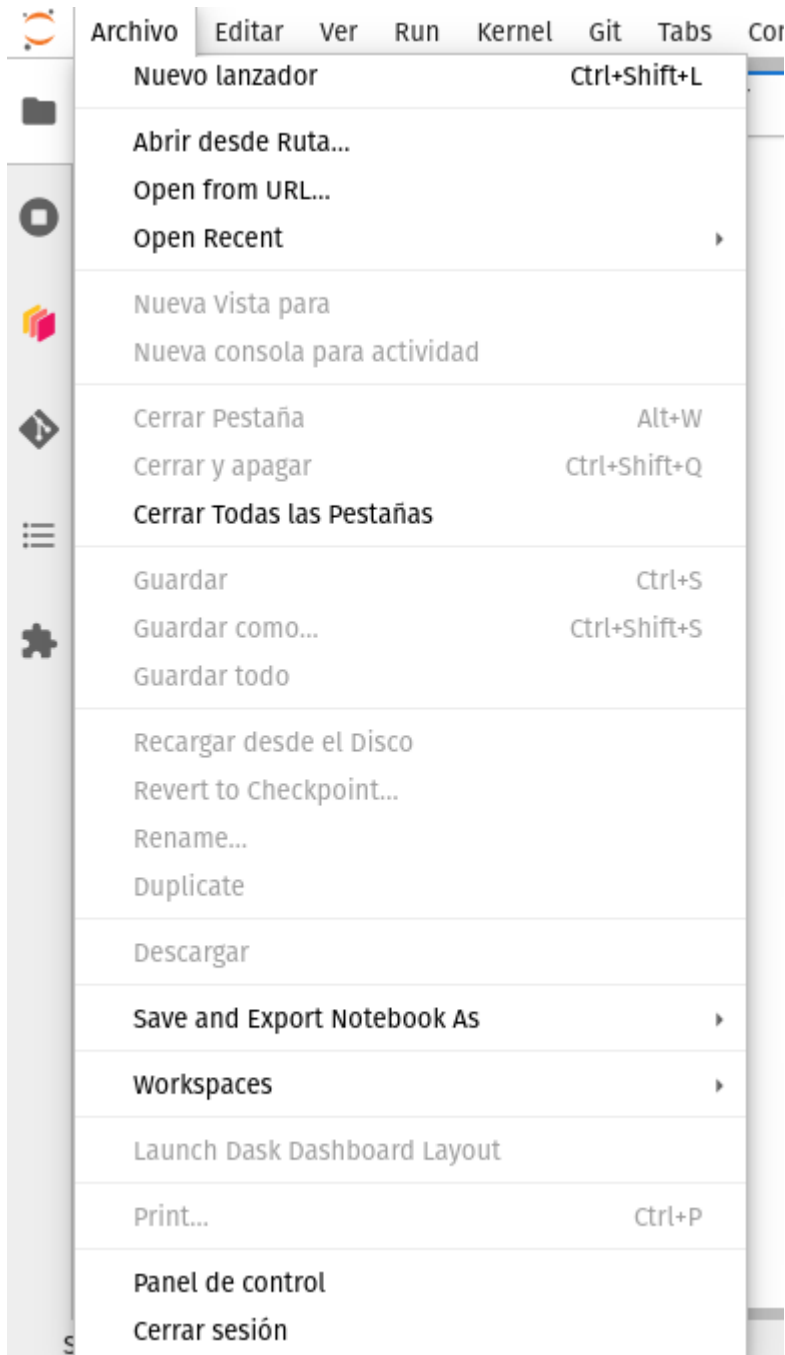 Archivo Editar Ver Run Kernel Git Tabs
Nuevo lanzador Ctrl+Shift+L
Abrir desde Ruta...
Open from URL...
Open Recent
Nueva Vista para
Nueva consola para actividad
Cerrar Pestaña Alt+W
Cerrar y apagar Ctrl+Shift+Q
Cerrar Todas las Pestañas
Guardar Ctrl+S
Guardar como... Ctrl+Shift+S
Guardar todo
Recargar desde el Disco
Revert to Checkpoint...
Rename...
Duplicate
Descargar
Save and Export Notebook As
Workspaces
Launch Dask Dashboard Layout
Print... Ctrl+P
Panel de control
Cerrar sesión